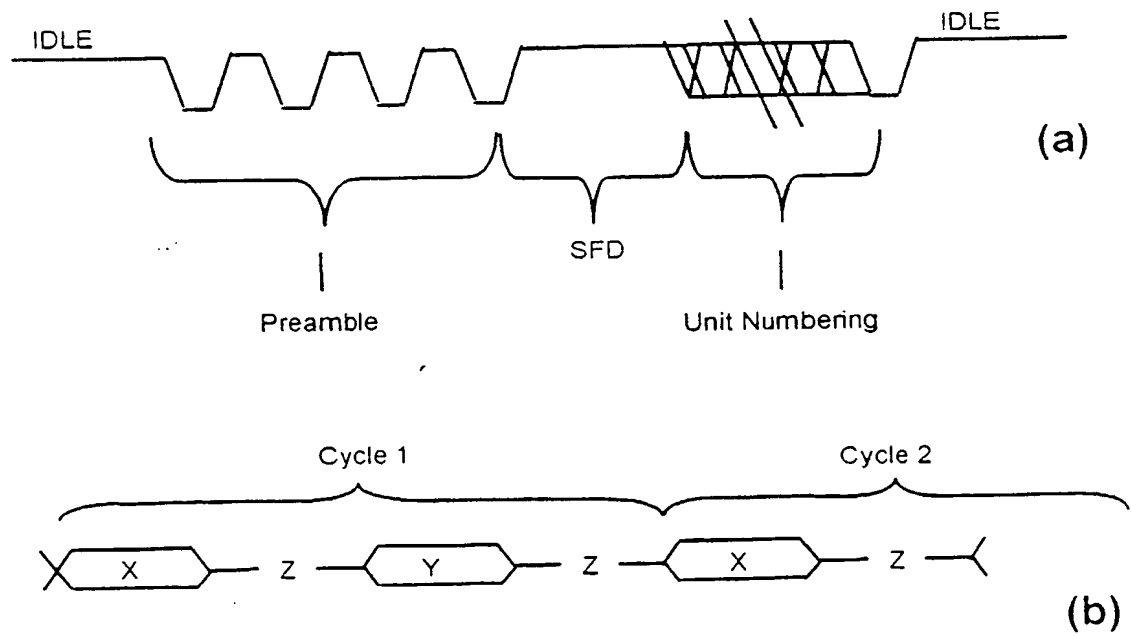 IDLE
IDLE
(a)
SFD
Preamble
Unit Numbering
Cycle 1
Cycle 2
X Z Y Z X Z
(b)